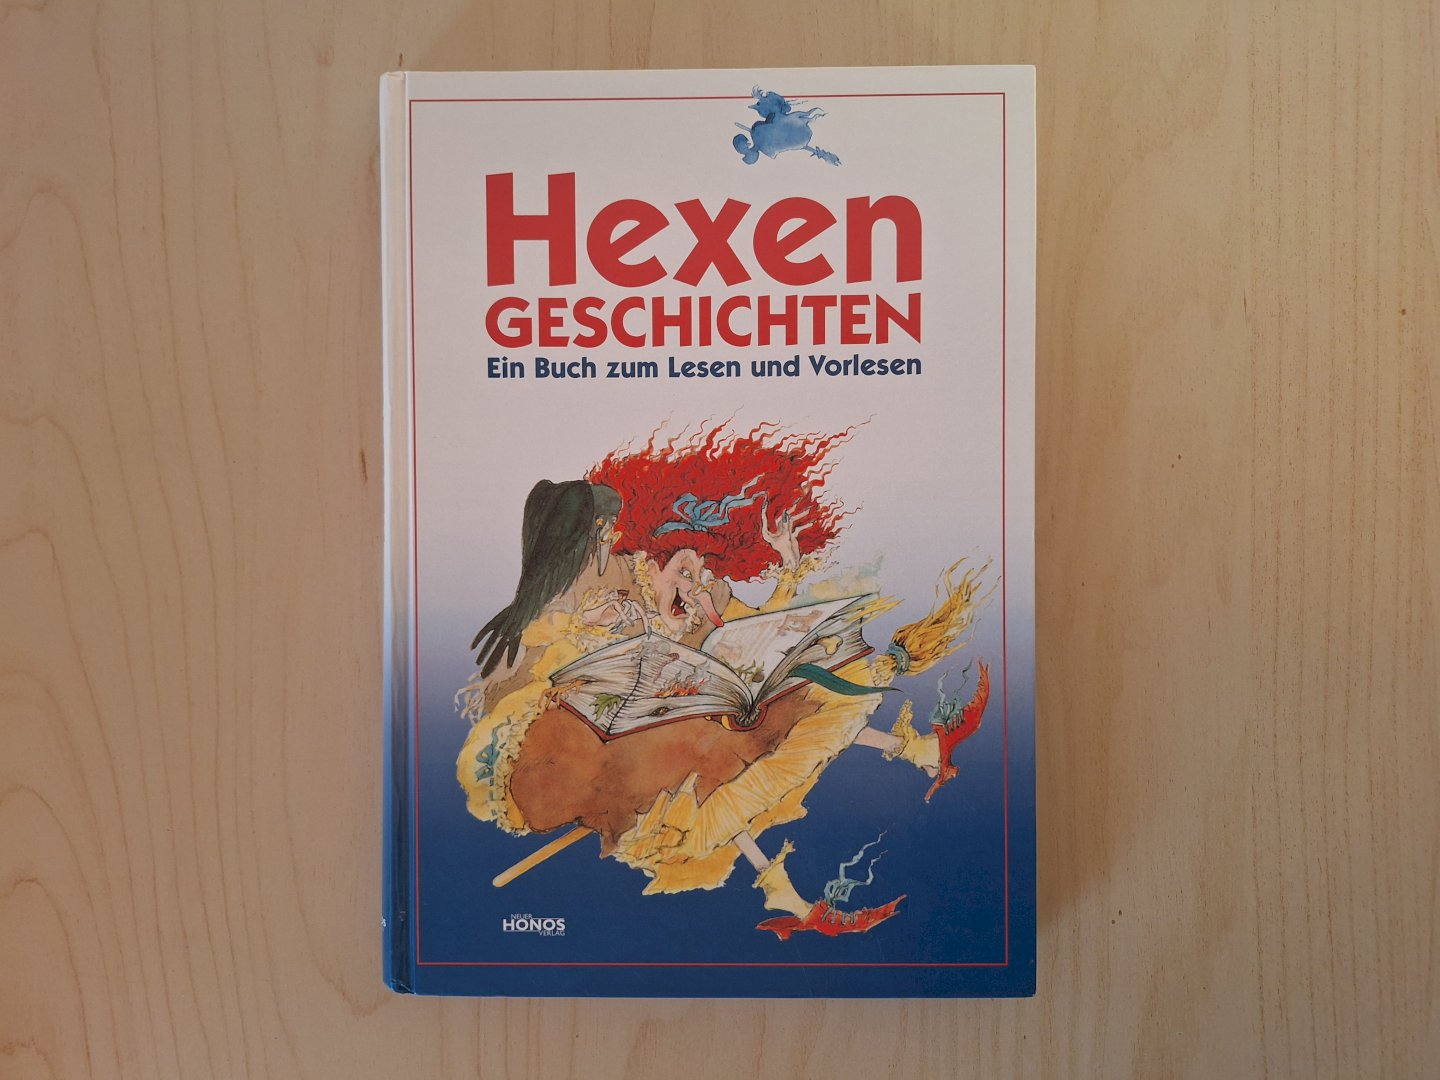 Hexen
GESCHICHTEN
Ein Buch zum Lesen und Vorlesen
NEUER
HONOS
VERLAG